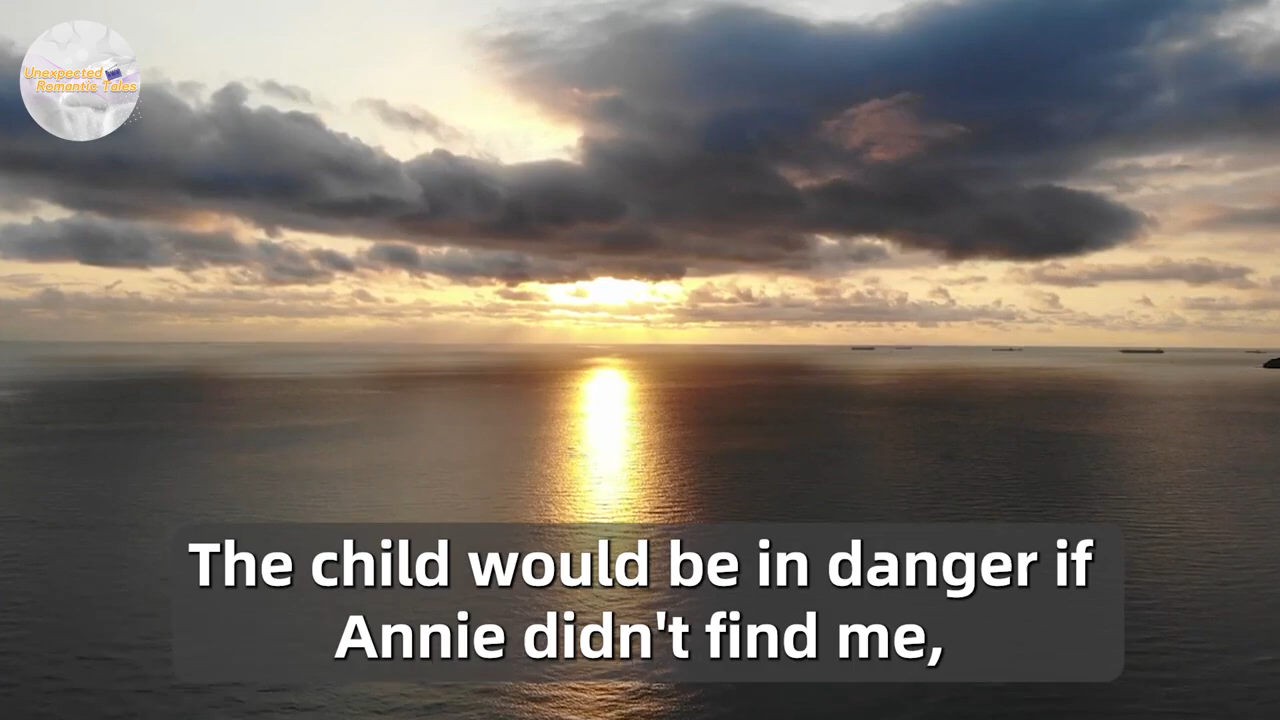 Unexpected
Romantic Tales
The child would be in danger if
Annie didn't find me,